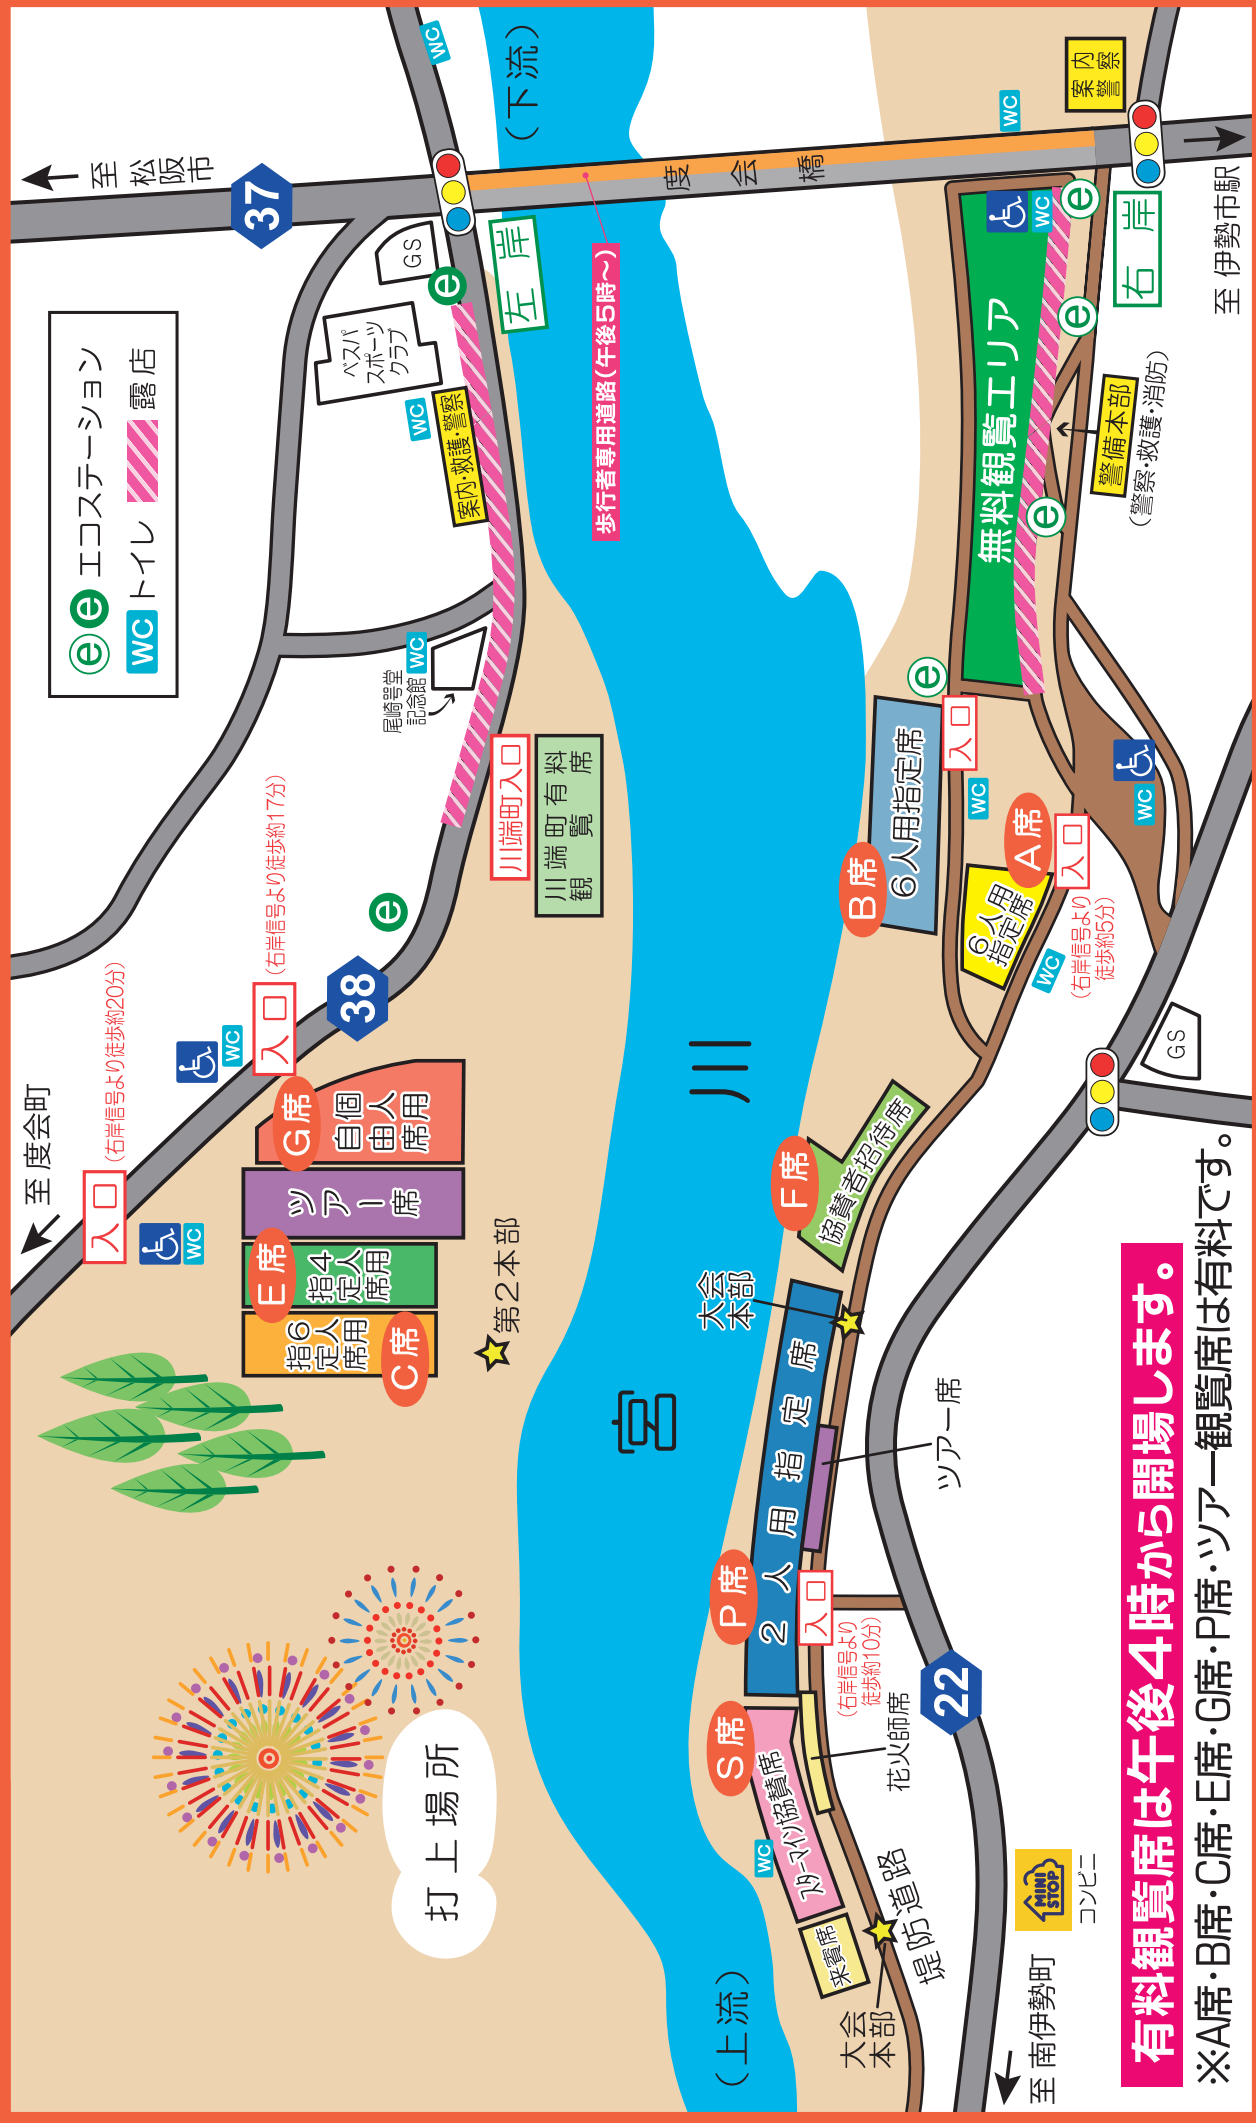 有料観覧席は午後4時から開場します。
※A席・B席・C席・E席・G席・P席・ツアー観覧席は有料です。
エコステーション
WC トイレ
露店
至 松阪市
37
至 度会町
38
至 伊勢市駅
至 南伊勢町
22
(上流)
(下流)
宮
川
度会橋
歩行者専用道路(午後5時～)
左岸
右岸
打上場所
入口
(右岸信号より徒歩約20分)
入口
(右岸信号より徒歩約17分)
WC
WC
C席
6人用
指定席
E席
4人用
指定席
ツアー席
G席
個人用
自由席
第2本部
川端町入口
川端町有料
観覧席
尾崎咢堂
記念館
WC
案内・救護・警察
WC
ベスパ
スポーツ
クラブ
GS
WC
e
e
来賓席
大会
本部
堤防道路
S席
スターマイン協賛席
WC
花火師席
P席
2人用指定席
入口
(右岸信号より
徒歩約10分)
ツアー席
大会
本部
F席
協賛者招待席
A席
6人用
指定席
入口
(右岸信号より
徒歩約5分)
WC
B席
6人用指定席
入口
WC
WC
無料観覧エリア
WC
e
e
e
e
警備本部
(警察・救護・消防)
案内
警察
WC
GS
MINI
STOP
コンビニ